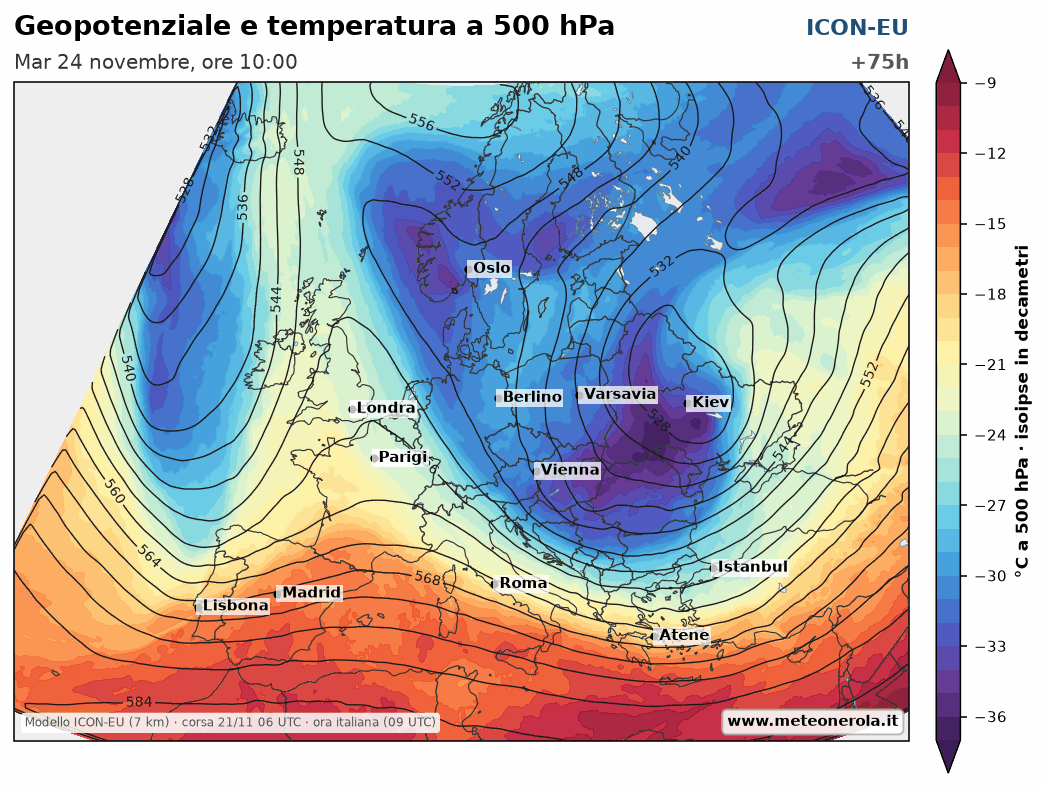 Geopotenziale e temperatura a 500 hPa
ICON-EU
Mar 24 novembre, ore 10:00
+75h
556
552
548
548
540
536
532
528
536
536
532
544
540
552
528
544
560
564
568
584
Oslo
Berlino
Varsavia
Kiev
Londra
Parigi
Vienna
Istanbul
Roma
Madrid
Lisbona
Atene
Modello ICON-EU (7 km) · corsa 21/11 06 UTC · ora italiana (09 UTC)
www.meteonerola.it
−9
−12
−15
−18
−21
−24
−27
−30
−33
−36
°C a 500 hPa · isoipse in decametri